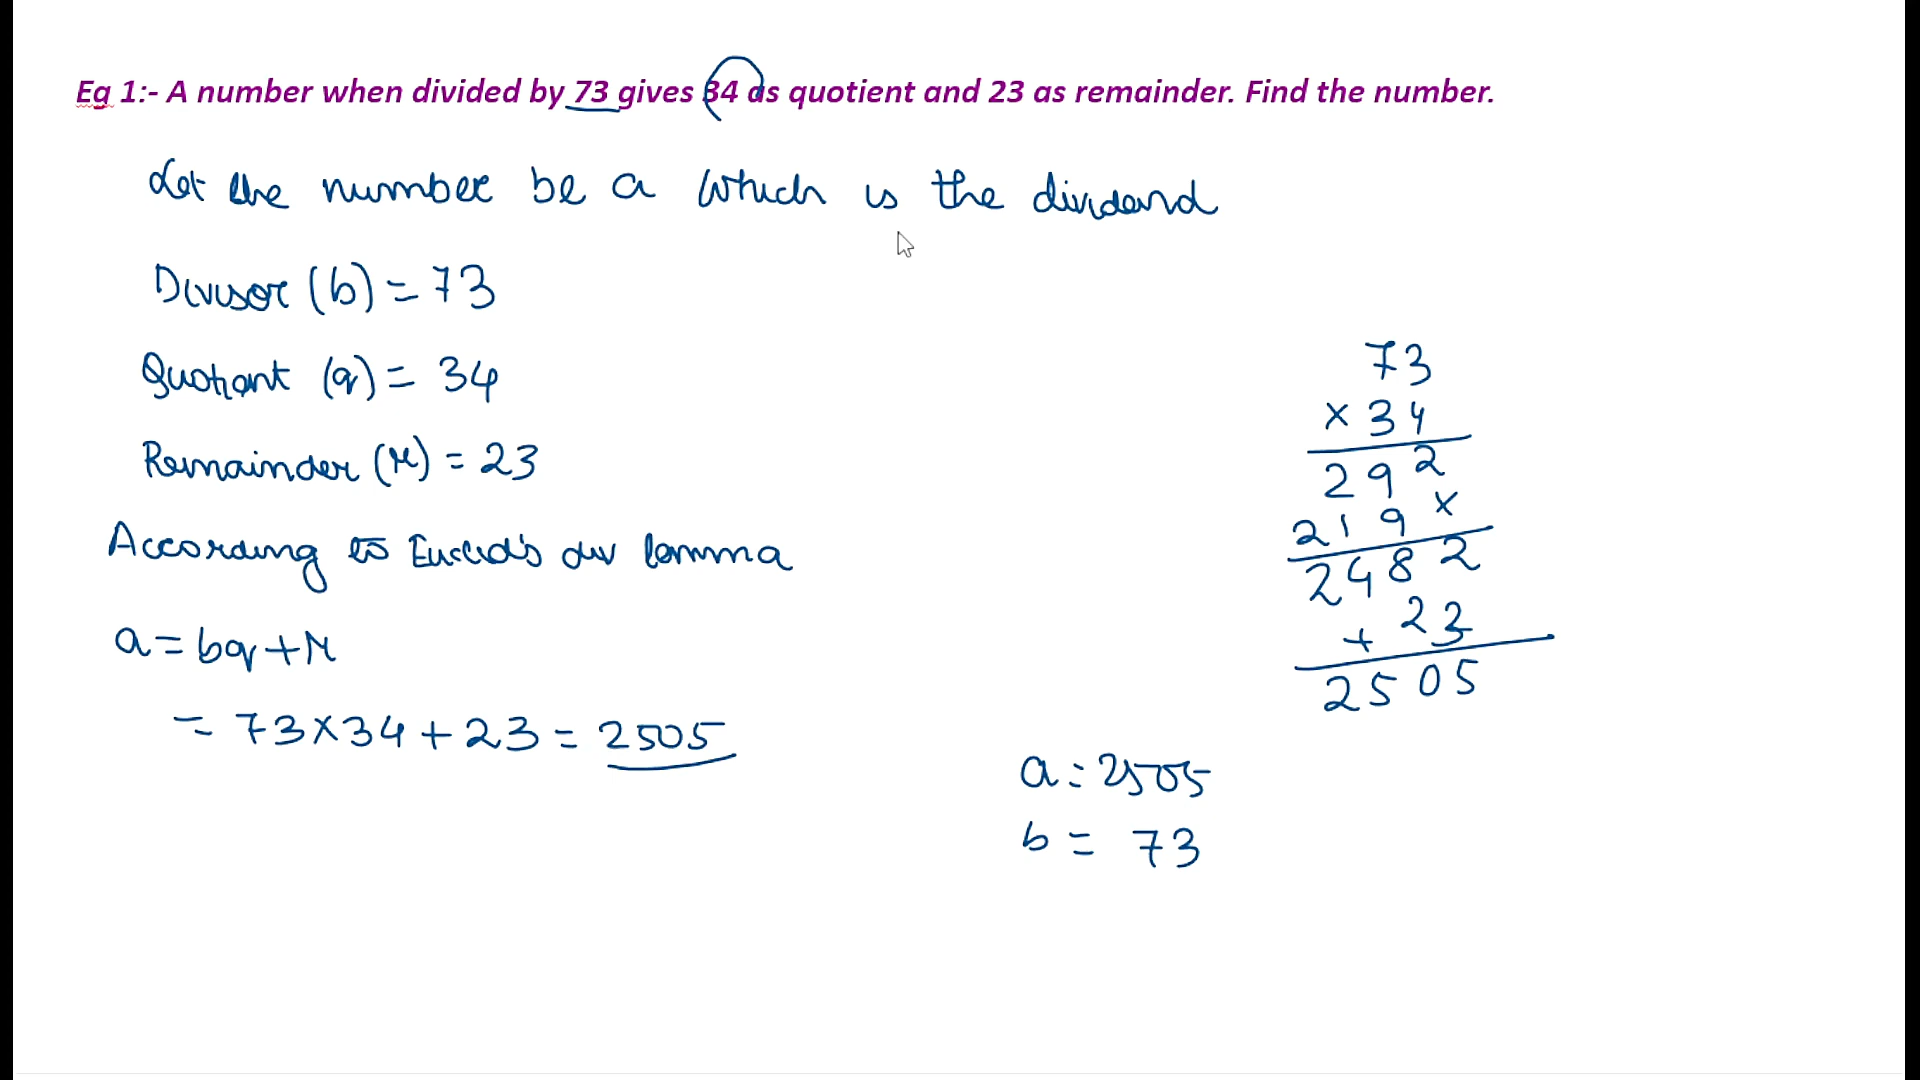 Eg 1:- A number when divided by 73 gives 34 as quotient and 23 as remainder. Find the number.
Let the number be a which is the dividend
Divisor (b) = 73
Quotient (q) = 34
Remainder (r) = 23
According to Euclid's div lemma
a = bq + r
= 73 × 34 + 23 = 2505
73
× 34
292
219 ×
2482
+ 23
2505
a = 2505
b = 73